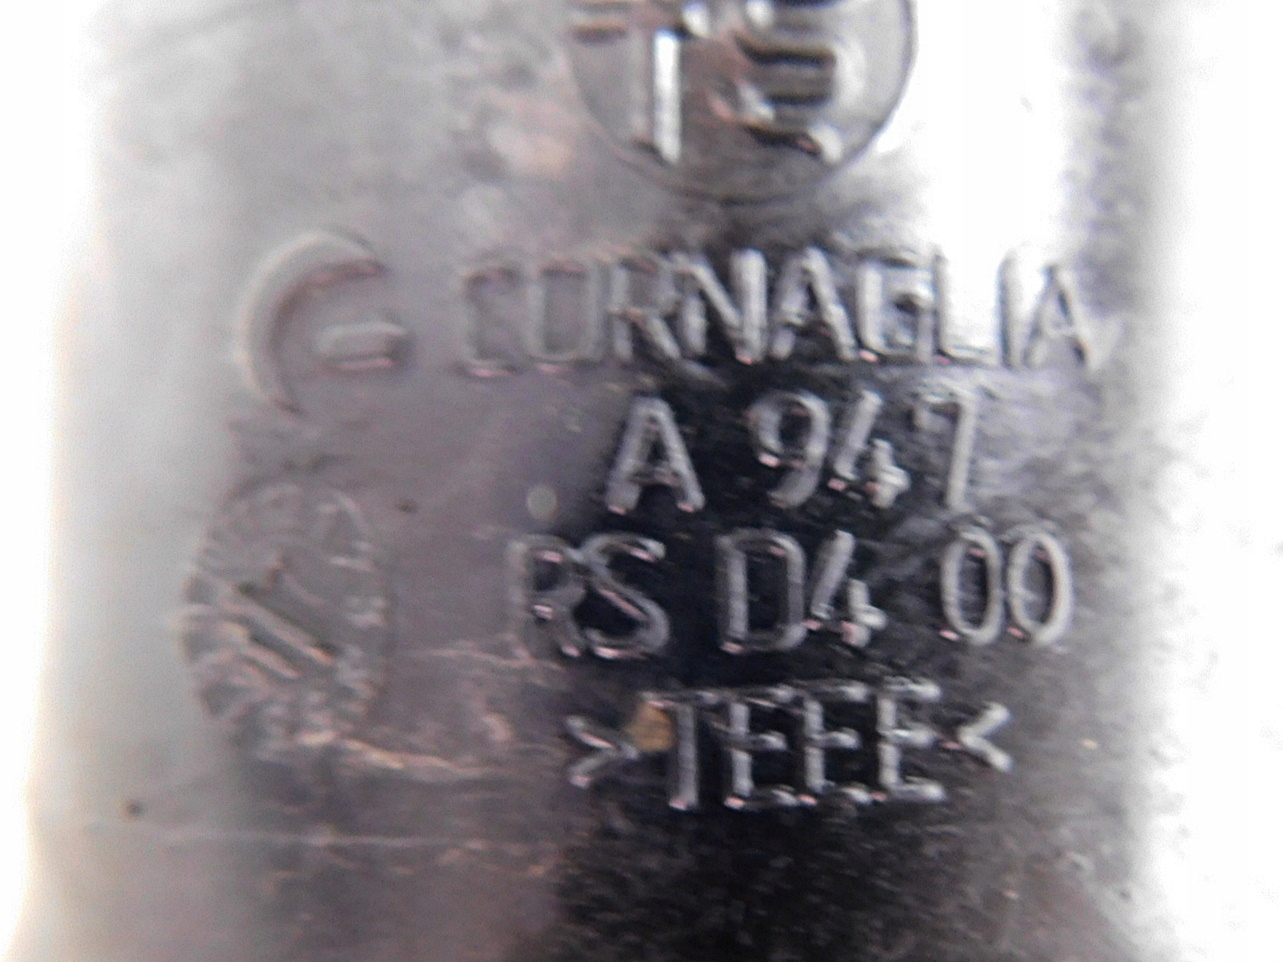 CORNAGLIA
A 947
RS D4 00
>TEEE<